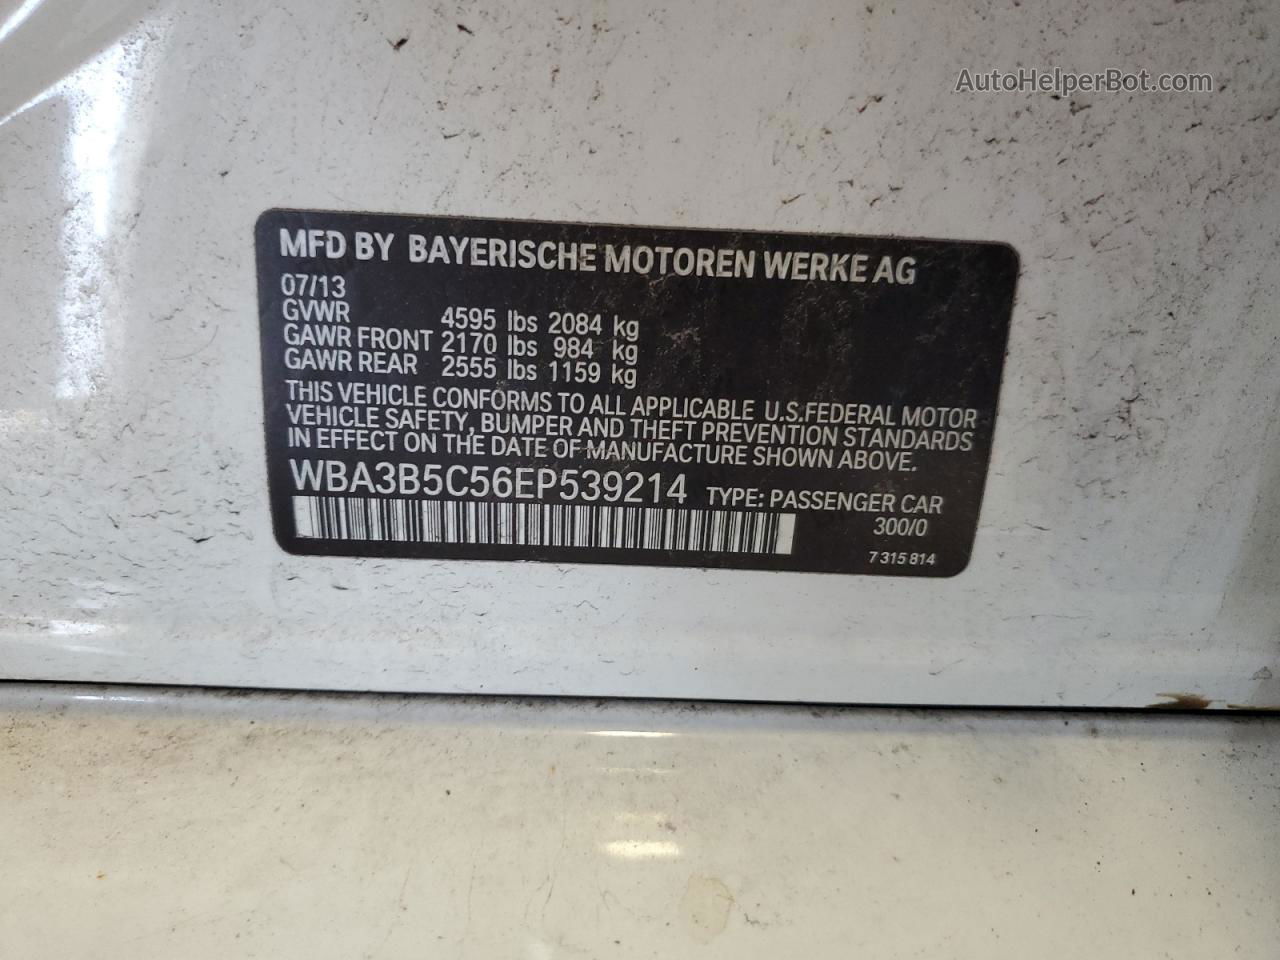 AutoHelperBot.com
MFD BY BAYERISCHE MOTOREN WERKE AG
07/13
GVWR 4595 lbs 2084 kg
GAWR FRONT 2170 lbs 984 kg
GAWR REAR 2555 lbs 1159 kg
THIS VEHICLE CONFORMS TO ALL APPLICABLE U.S.FEDERAL MOTOR
VEHICLE SAFETY, BUMPER AND THEFT PREVENTION STANDARDS
IN EFFECT ON THE DATE OF MANUFACTURE SHOWN ABOVE.
WBA3B5C56EP539214 TYPE: PASSENGER CAR
300/0
7 315 814